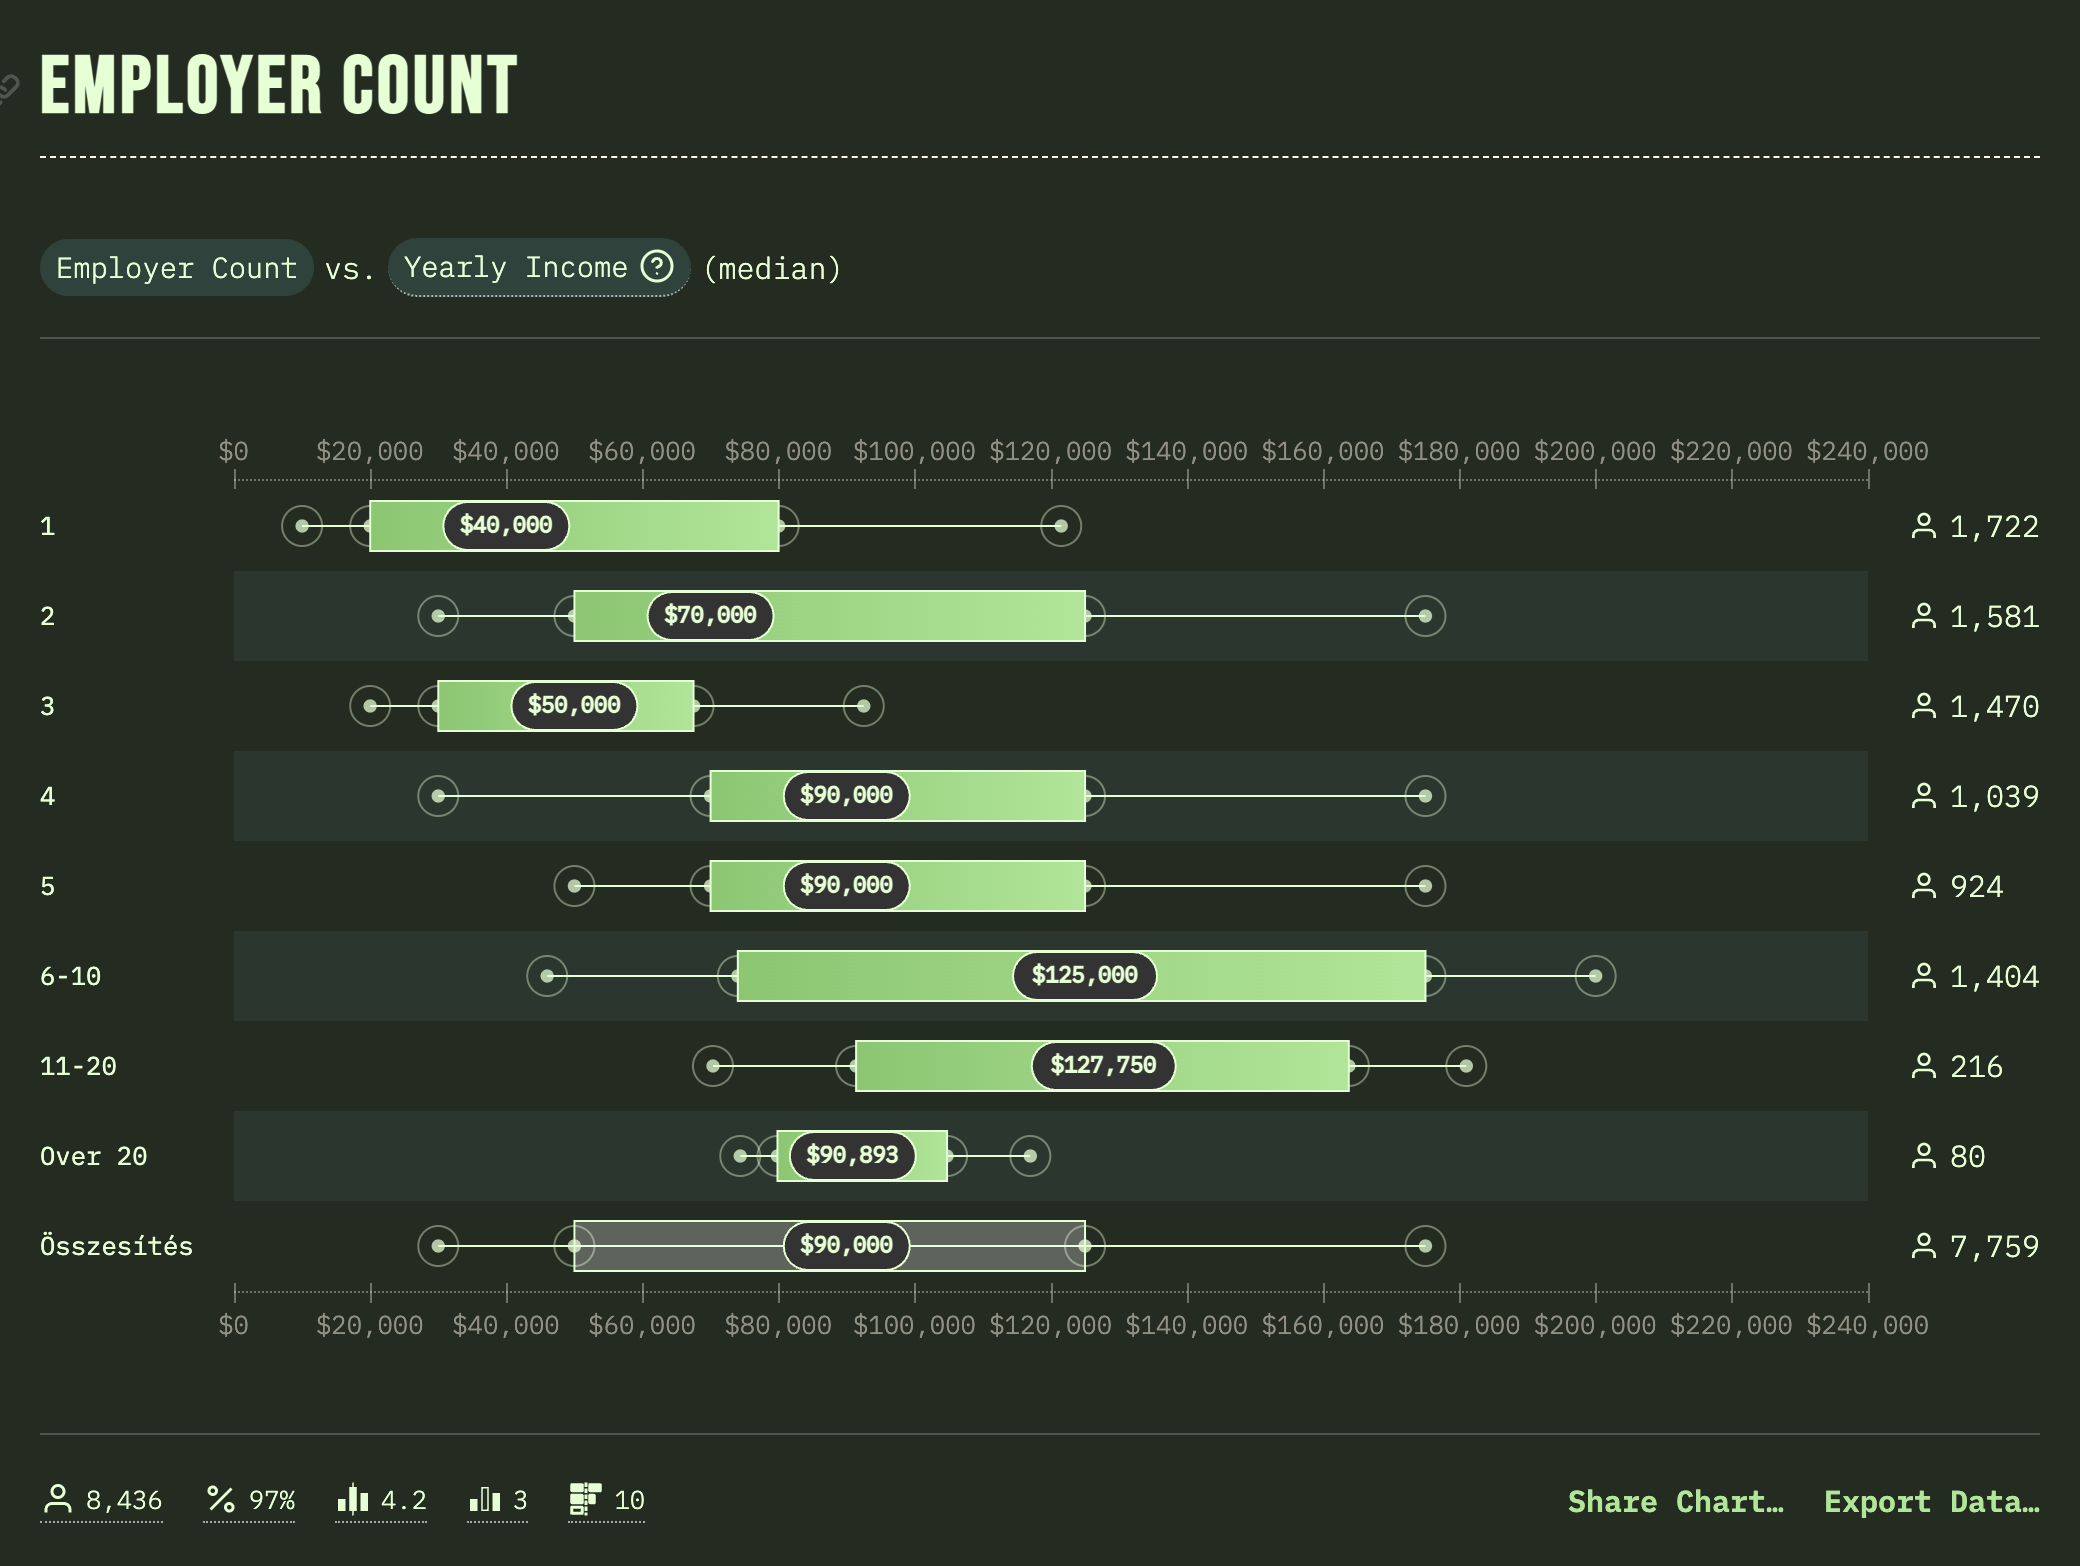 EMPLOYER COUNT
Employer Count vs. Yearly Income (median)
$0 $20,000 $40,000 $60,000 $80,000 $100,000 $120,000 $140,000 $160,000 $180,000 $200,000 $220,000 $240,000
1 $40,000 1,722
2 $70,000 1,581
3 $50,000 1,470
4 $90,000 1,039
5 $90,000 924
6-10 $125,000 1,404
11-20 $127,750 216
Over 20 $90,893 80
Összesítés $90,000 7,759
$0 $20,000 $40,000 $60,000 $80,000 $100,000 $120,000 $140,000 $160,000 $180,000 $200,000 $220,000 $240,000
8,436 97% 4.2 3 10 Share Chart… Export Data…